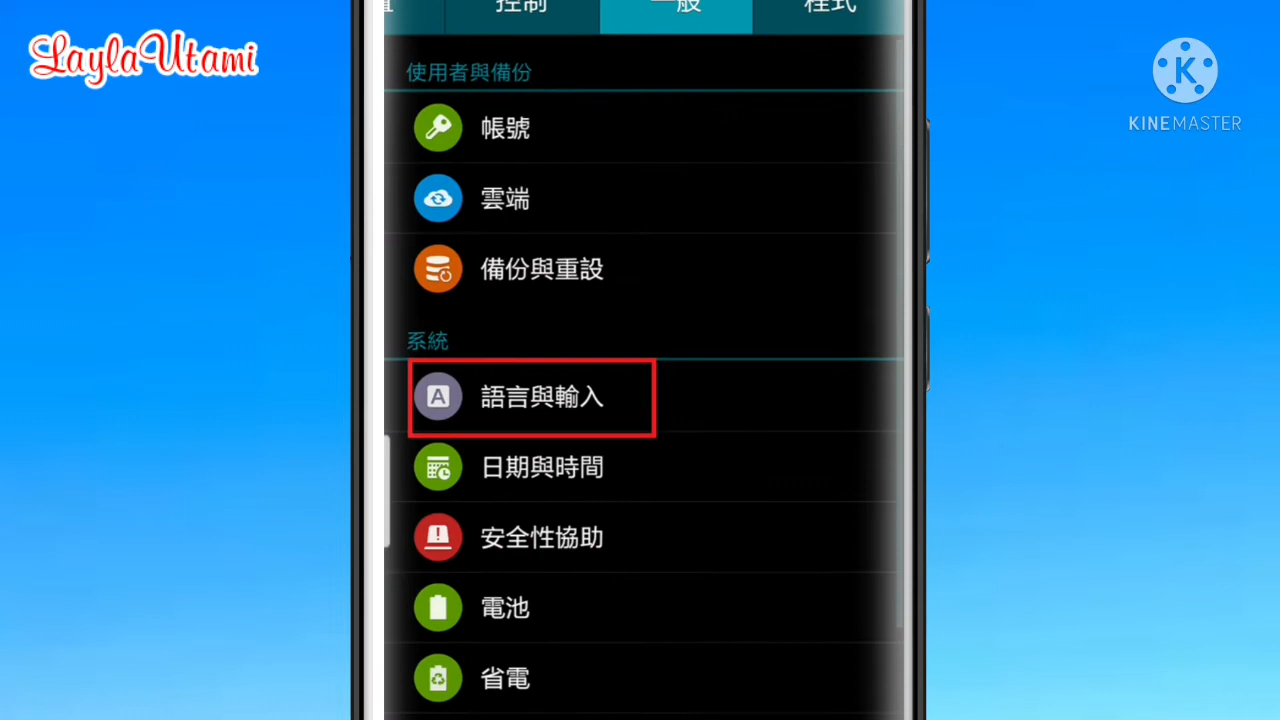 LaylaUtami
KINEMASTER
控制
一般
程式
使用者與備份
帳號
雲端
備份與重設
系統
A 語言與輸入
日期與時間
安全性協助
電池
省電